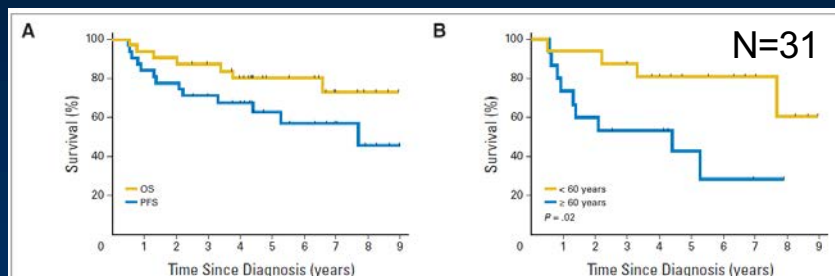 A
100
80
60
40
20
0
1 2 3 4 5 6 7 8 9
Survival (%)
Time Since Diagnosis (years)
OS
PFS
B
N=31
100
80
60
40
20
0
1 2 3 4 5 6 7 8 9
Survival (%)
Time Since Diagnosis (years)
< 60 years
≥ 60 years
P = .02